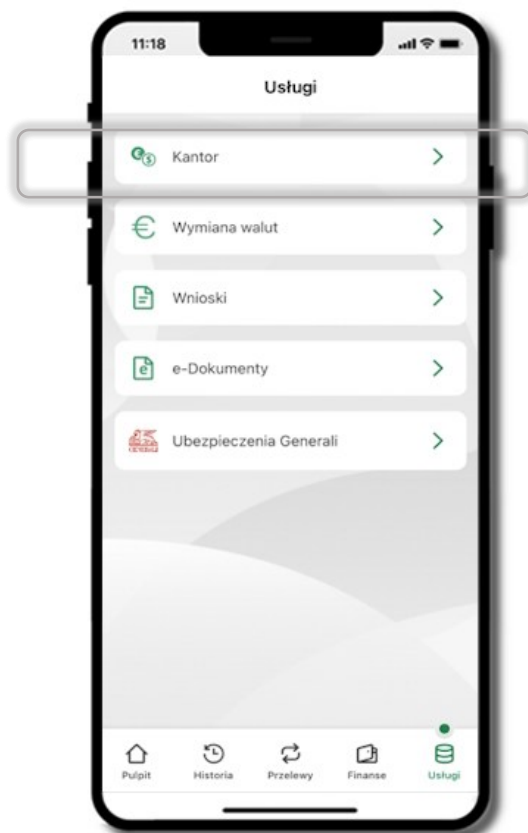 11:18
Usługi
Kantor
Wymiana walut
Wnioski
e-Dokumenty
Ubezpieczenia Generali
Pulpit
Historia
Przelewy
Finanse
Usługi